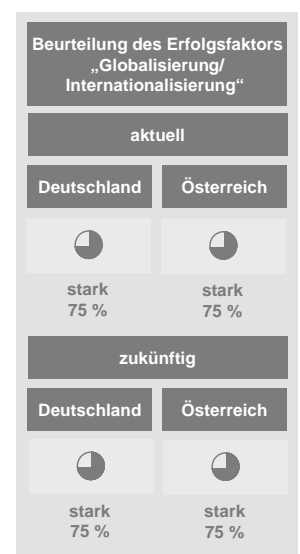 Beurteilung des Erfolgsfaktors
„Globalisierung/
Internationalisierung“
aktuell
Deutschland Österreich
stark stark
75 % 75 %
zukünftig
Deutschland Österreich
stark stark
75 % 75 %